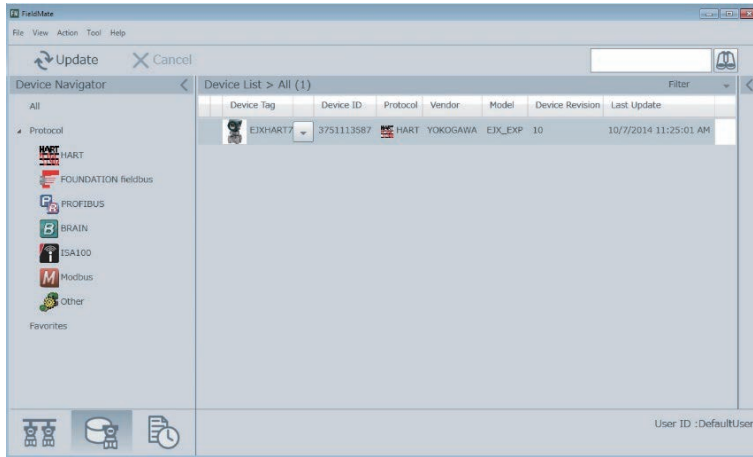 FieldMate
File View Action Tool Help
Update Cancel
Device Navigator
Device List > All (1)
Filter
All
Device Tag Device ID Protocol Vendor Model Device Revision Last Update
EJXHART7 3751113587 HART YOKOGAWA EJX_EXP 10 10/7/2014 11:25:01 AM
Protocol
HART HART
FOUNDATION fieldbus
PROFIBUS
B BRAIN
ISA100
M Modbus
Other
Favorites
User ID :DefaultUser